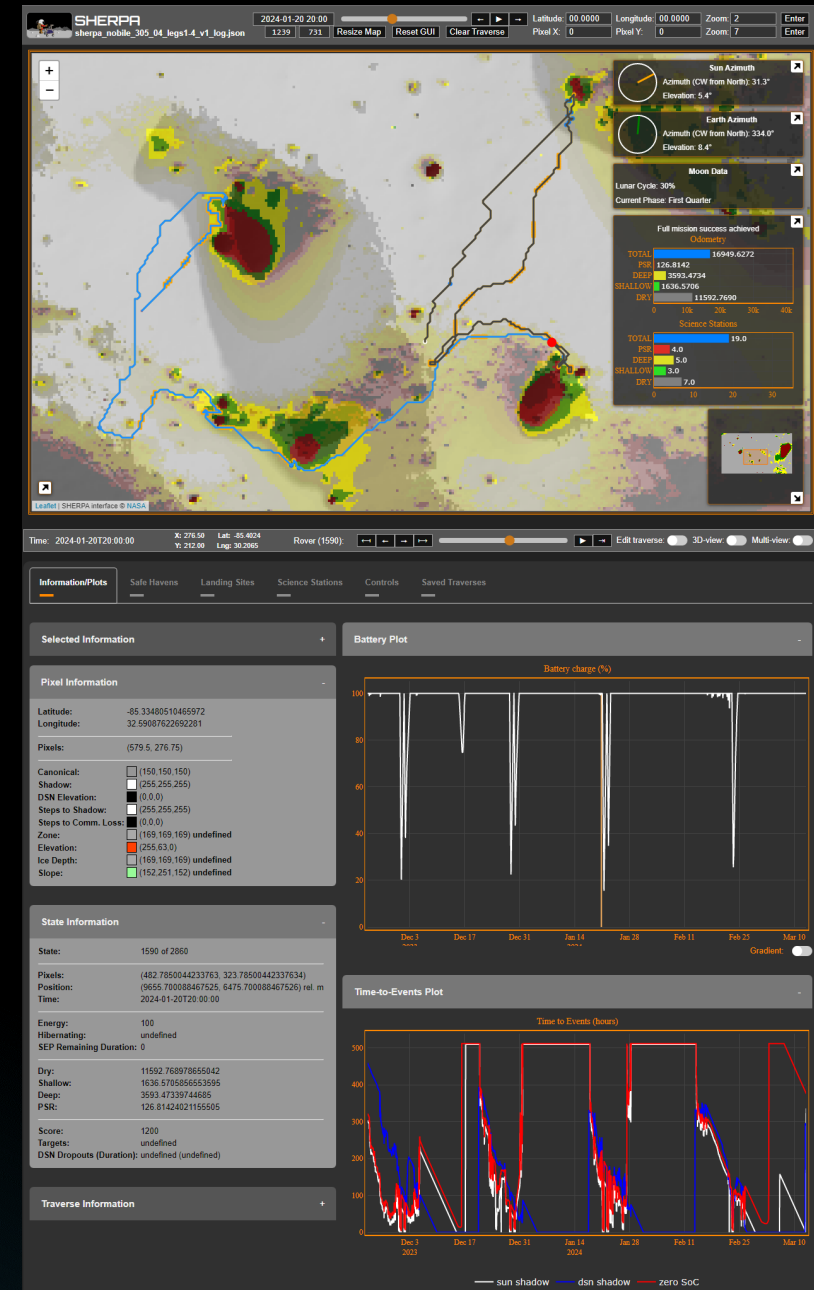 SHERPA
sherpa_nobile_305_04_legs1-4_v1_log.json
2024-01-20 20:00
Latitude: 00.0000 Longitude: 00.0000 Zoom: 2 Enter
1239 731 Resize Map Reset GUI Clear Traverse Pixel X: 0 Pixel Y: 0 Zoom: 7 Enter
+
−
Sun Azimuth
Azimuth (CW from North): 31.3°
Elevation: 5.4°
Earth Azimuth
Azimuth (CW from North): 334.0°
Elevation: 8.4°
Moon Data
Lunar Cycle: 30%
Current Phase: First Quarter
Full mission success achieved
Odometry
TOTAL 16949.6272
PSR 126.8142
DEEP 3593.4734
SHALLOW 1636.5706
DRY 11592.7690
0 10k 20k 30k 40k
Science Stations
TOTAL 19.0
PSR 4.0
DEEP 5.0
SHALLOW 3.0
DRY 7.0
0 10 20 30
Leaflet | SHERPA interface © NASA
Time: 2024-01-20T20:00:00 X: 276.50 Lat: -85.4024 Rover (1590): Edit traverse: 3D-view: Multi-view:
Y: 212.00 Lng: 30.2065
Information/Plots Safe Havens Landing Sites Science Stations Controls Saved Traverses
Selected Information +
Pixel Information -
Latitude: -85.33480510465972
Longitude: 32.59087622692281
Pixels: (579.5, 276.75)
Canonical: (150,150,150)
Shadow: (255,255,255)
DSN Elevation: (0,0,0)
Steps to Shadow: (255,255,255)
Steps to Comm. Loss: (0,0,0)
Zone: (169,169,169) undefined
Elevation: (255,63,0)
Ice Depth: (169,169,169) undefined
Slope: (152,251,152) undefined
State Information -
State: 1590 of 2860
Pixels: (482.7850044233763, 323.78500442337634)
Position: (9655.700088467525, 6475.700088467526) rel. m
Time: 2024-01-20T20:00:00
Energy: 100
Hibernating: undefined
SEP Remaining Duration: 0
Dry: 11592.768978655042
Shallow: 1636.5705856553595
Deep: 3593.47339744685
PSR: 126.81424021155505
Score: 1200
Targets: undefined
DSN Dropouts (Duration): undefined (undefined)
Traverse Information +
Battery Plot -
Battery charge (%)
100
80
60
40
20
0
Dec 3 Dec 17 Dec 31 Jan 14 Jan 28 Feb 11 Feb 25 Mar 10
Gradient:
Time-to-Events Plot -
Time to Events (hours)
500
400
300
200
100
0
Dec 3 Dec 17 Dec 31 Jan 14 Jan 28 Feb 11 Feb 25 Mar 10
2023 2024
sun shadow dsn shadow zero SoC